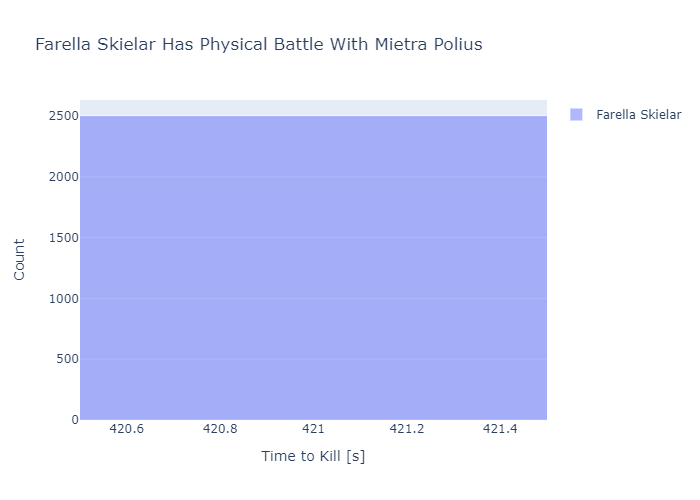 Farella Skielar Has Physical Battle With Mietra Polius
Farella Skielar
2500
2000
1500
1000
500
0
Count
420.6 420.8 421 421.2 421.4
Time to Kill [s]